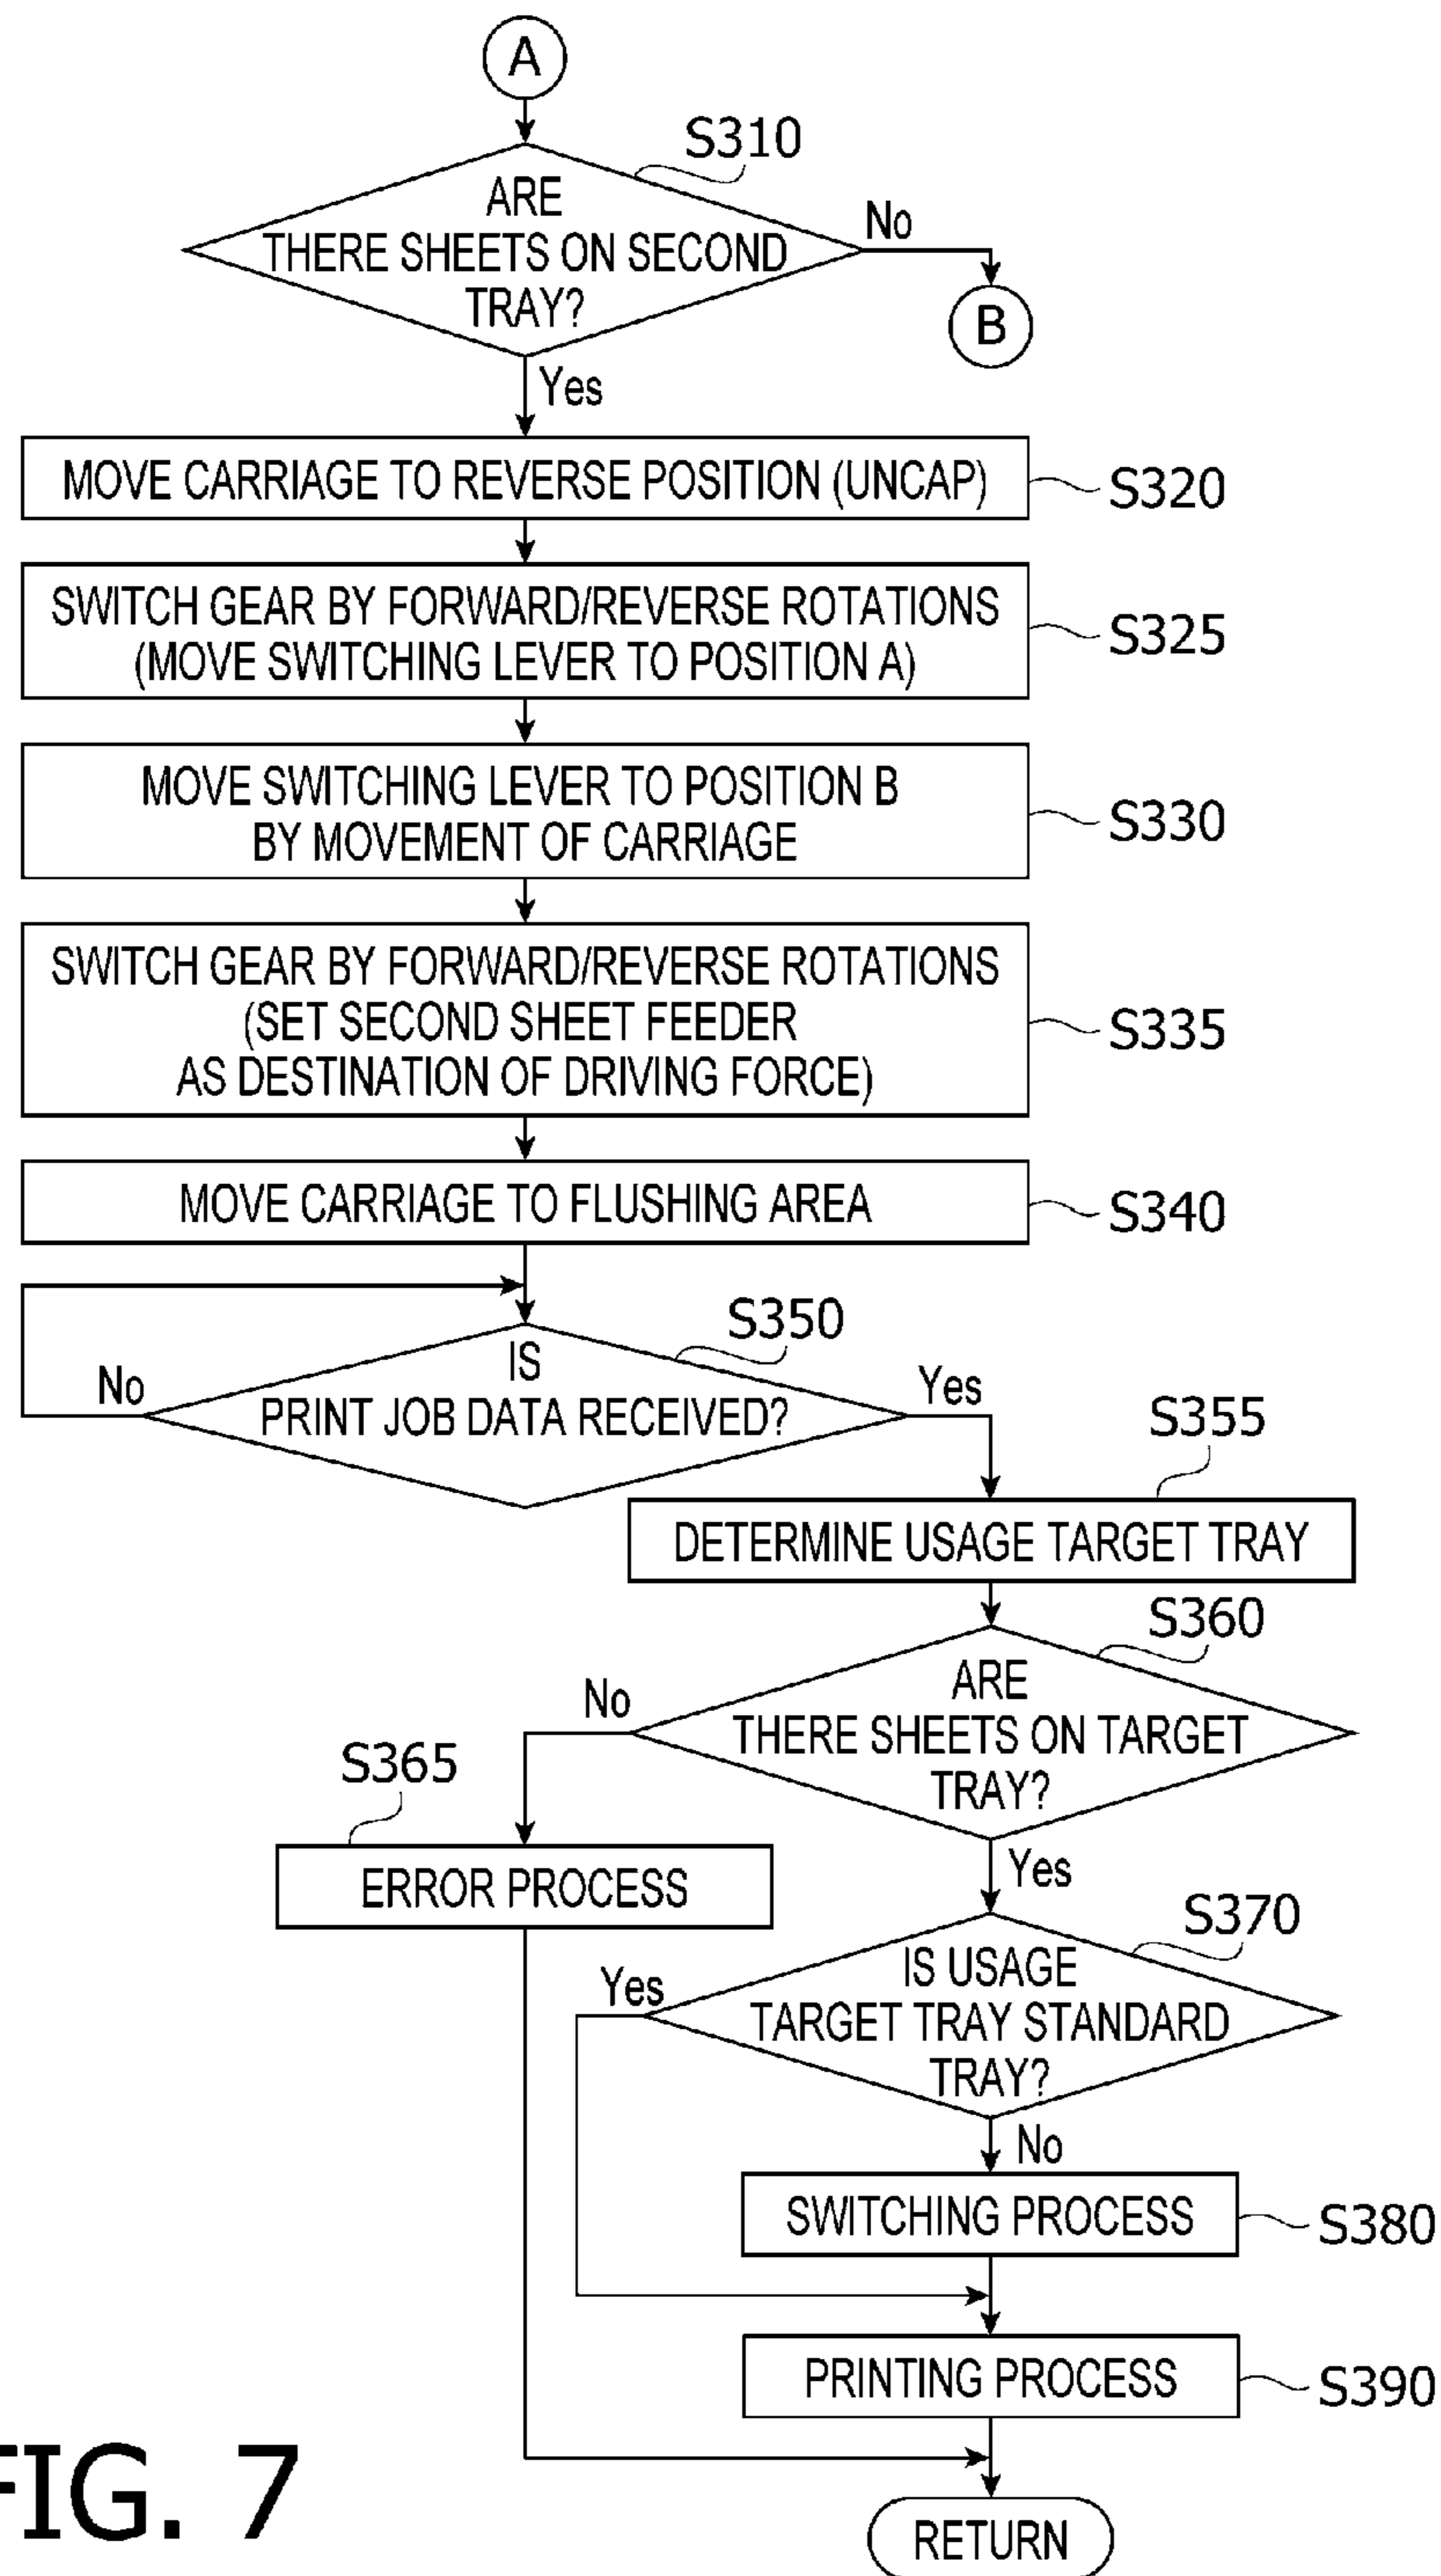 A
S310
ARE
THERE SHEETS ON SECOND
TRAY?
No
B
Yes
MOVE CARRIAGE TO REVERSE POSITION (UNCAP)
S320
SWITCH GEAR BY FORWARD/REVERSE ROTATIONS
(MOVE SWITCHING LEVER TO POSITION A)
S325
MOVE SWITCHING LEVER TO POSITION B
BY MOVEMENT OF CARRIAGE
S330
SWITCH GEAR BY FORWARD/REVERSE ROTATIONS
(SET SECOND SHEET FEEDER
AS DESTINATION OF DRIVING FORCE)
S335
MOVE CARRIAGE TO FLUSHING AREA
S340
S350
IS
PRINT JOB DATA RECEIVED?
No
Yes
S355
DETERMINE USAGE TARGET TRAY
S360
ARE
THERE SHEETS ON TARGET
TRAY?
No
S365
ERROR PROCESS
Yes
S370
IS USAGE
TARGET TRAY STANDARD
TRAY?
Yes
No
SWITCHING PROCESS
S380
PRINTING PROCESS
S390
RETURN
FIG. 7